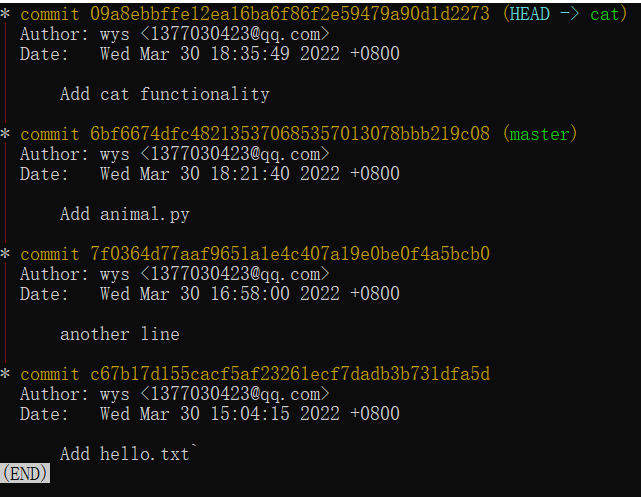 * commit 09a8ebbffe12ea16ba6f86f2e59479a90d1d2273 (HEAD -> cat)
Author: wys <1377030423@qq.com>
Date: Wed Mar 30 18:35:49 2022 +0800
Add cat functionality
* commit 6bf6674dfc482135370685357013078bbb219c08 (master)
Author: wys <1377030423@qq.com>
Date: Wed Mar 30 18:21:40 2022 +0800
Add animal.py
* commit 7f0364d77aaf9651a1e4c407a19e0be0f4a5bcb0
Author: wys <1377030423@qq.com>
Date: Wed Mar 30 16:58:00 2022 +0800
another line
* commit c67b17d155cacf5af23261ecf7dadb3b731dfa5d
Author: wys <1377030423@qq.com>
Date: Wed Mar 30 15:04:15 2022 +0800
Add hello.txt`
(END)